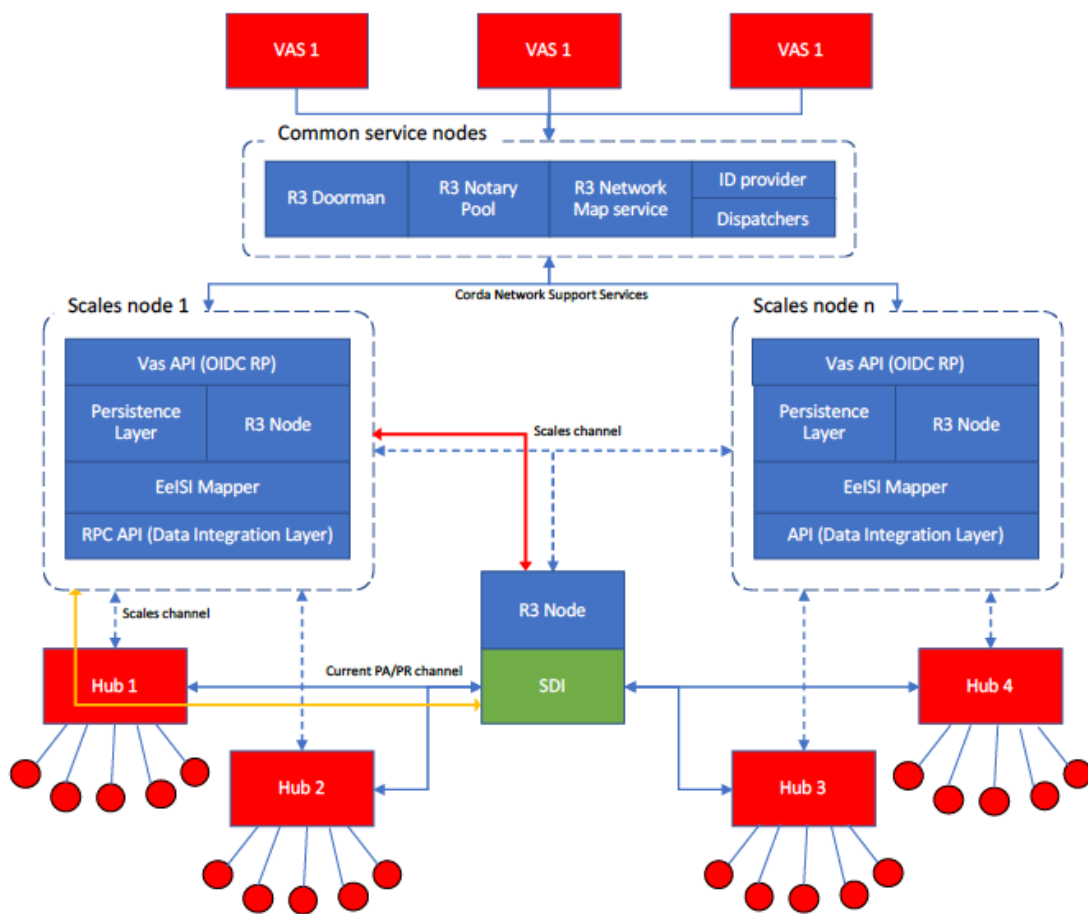 VAS 1
VAS 1
VAS 1
Common service nodes
R3 Doorman
R3 Notary
Pool
R3 Network
Map service
ID provider
Dispatchers
Corda Network Support Services
Scales node 1
Scales node n
Vas API (OIDC RP)
Persistence
Layer
R3 Node
EeISI Mapper
RPC API (Data Integration Layer)
Vas API (OIDC RP)
Persistence
Layer
R3 Node
EeISI Mapper
API (Data Integration Layer)
Scales channel
R3 Node
SDI
Scales channel
Current PA/PR channel
Hub 1
Hub 2
Hub 3
Hub 4